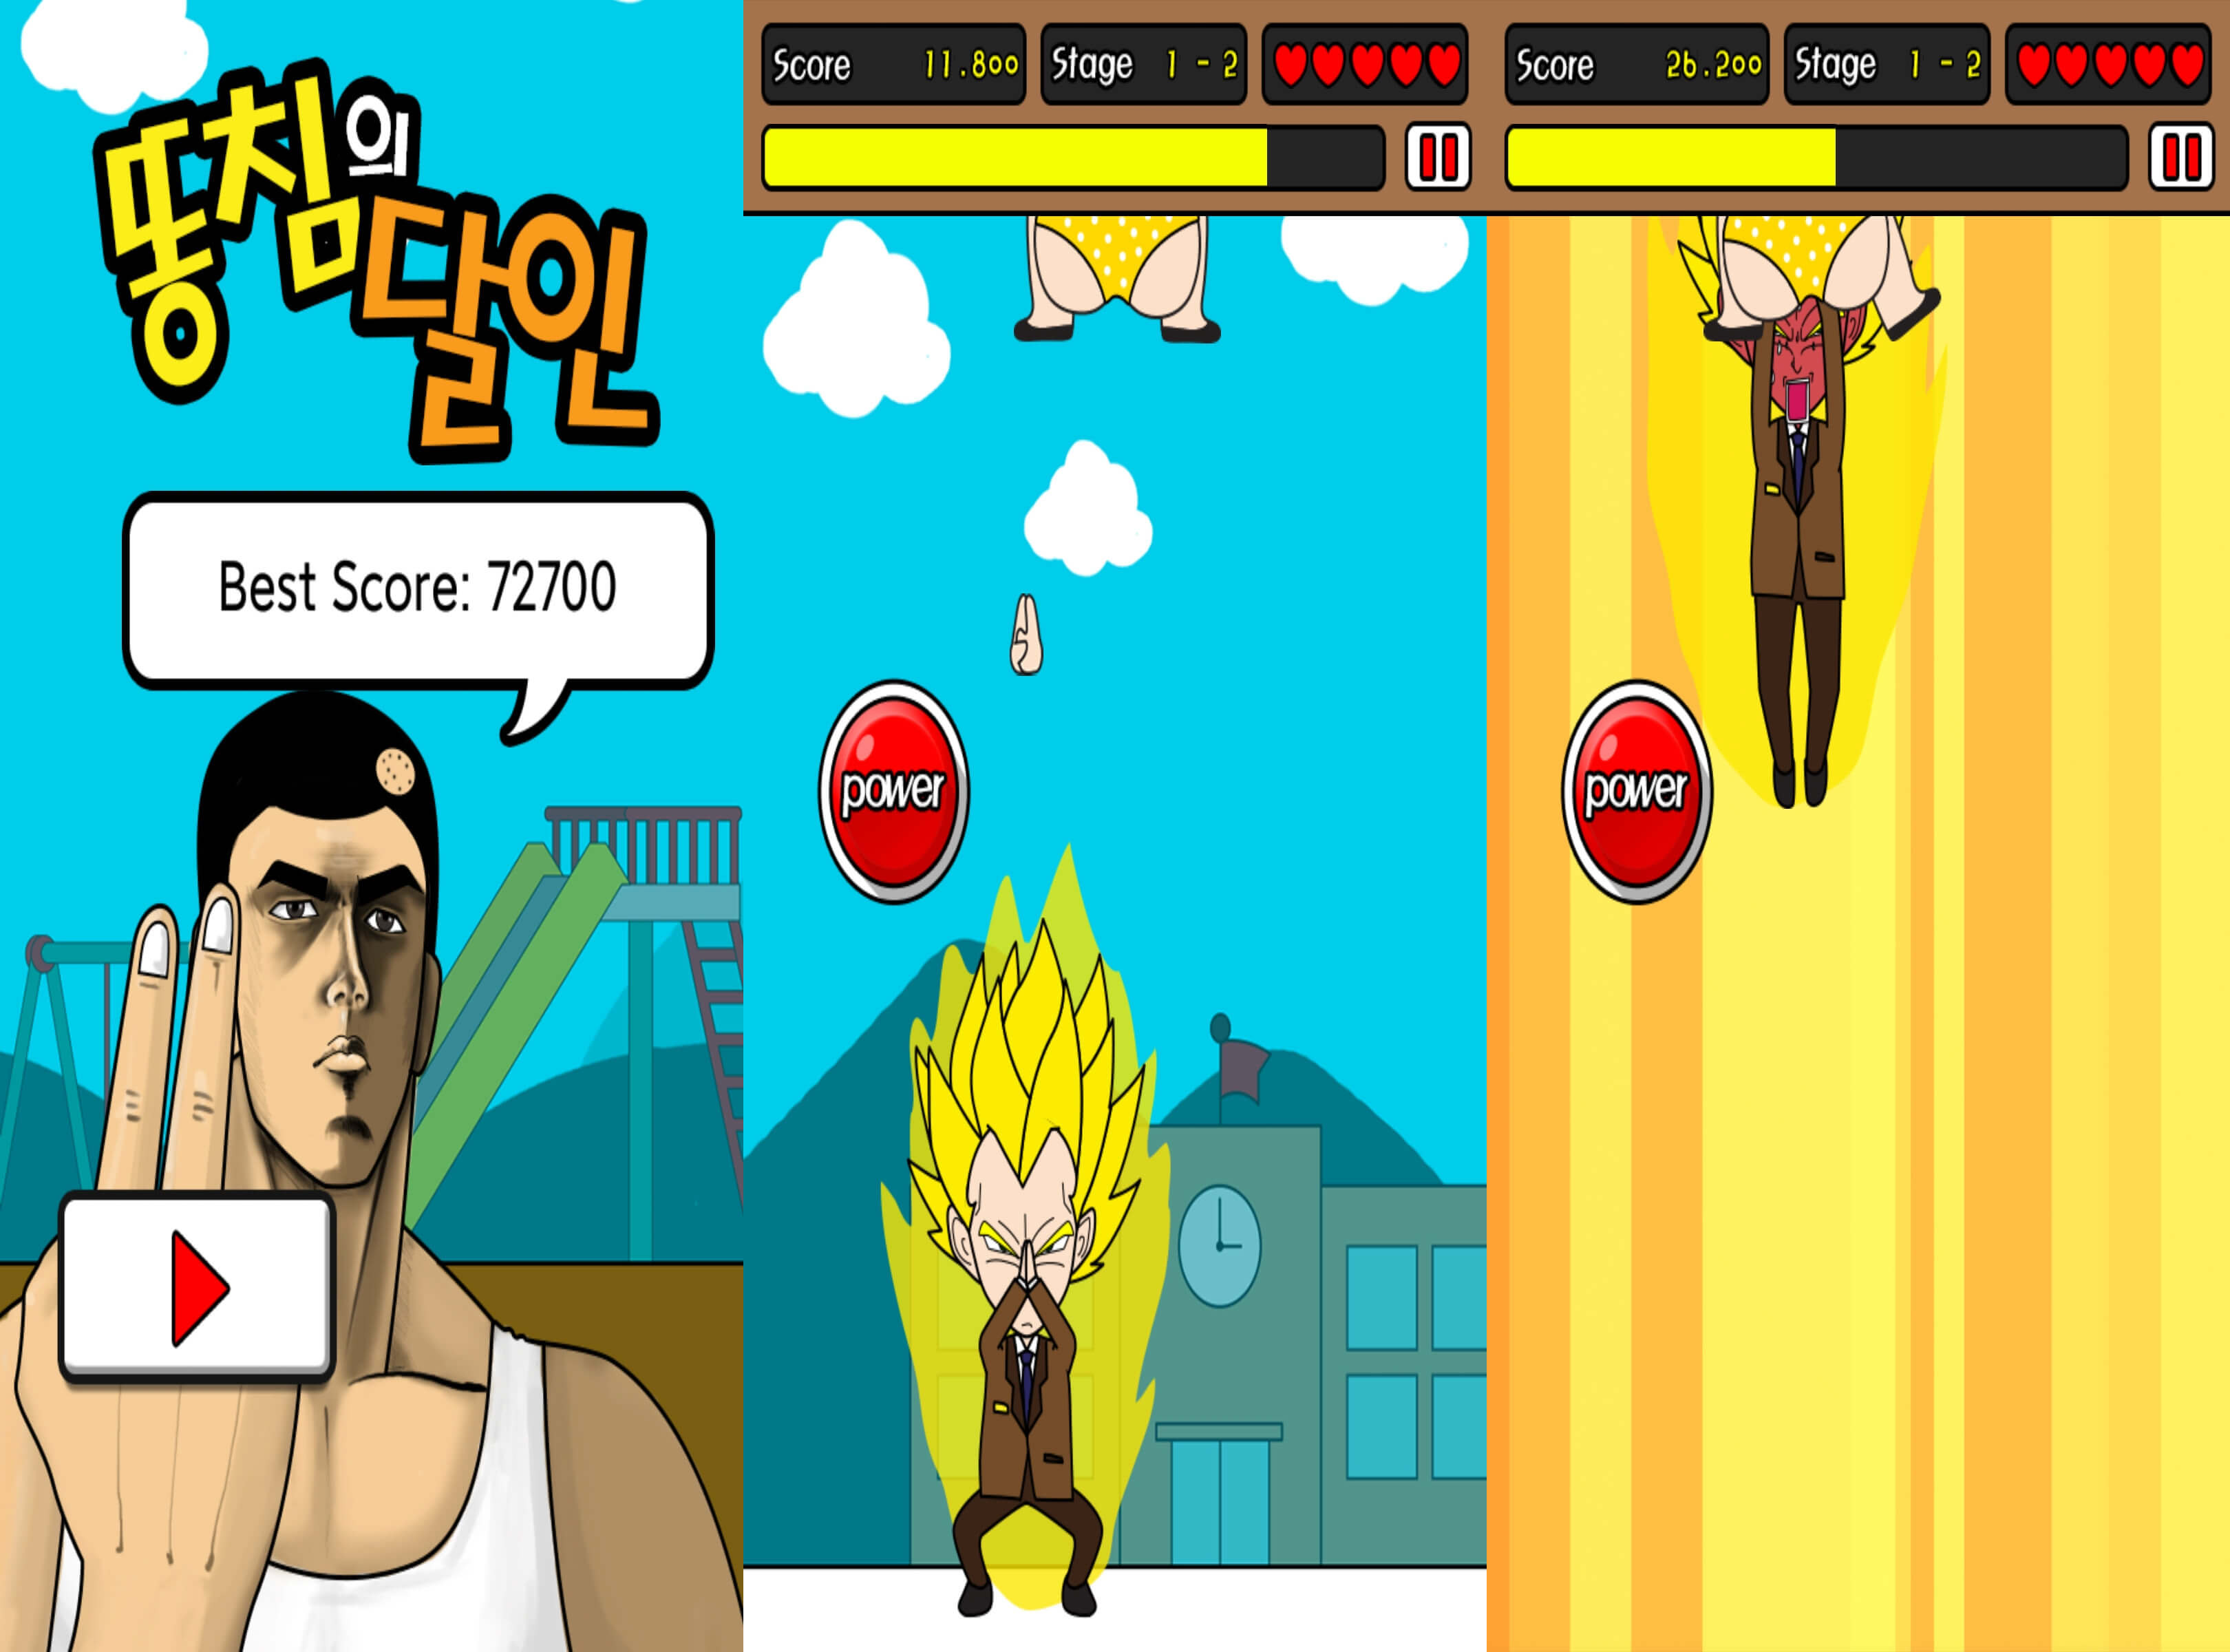 똥침의
달인
Best Score: 72700
Score 11.800 Stage 1 - 2
power
Score 26.200 Stage 1 - 2
power